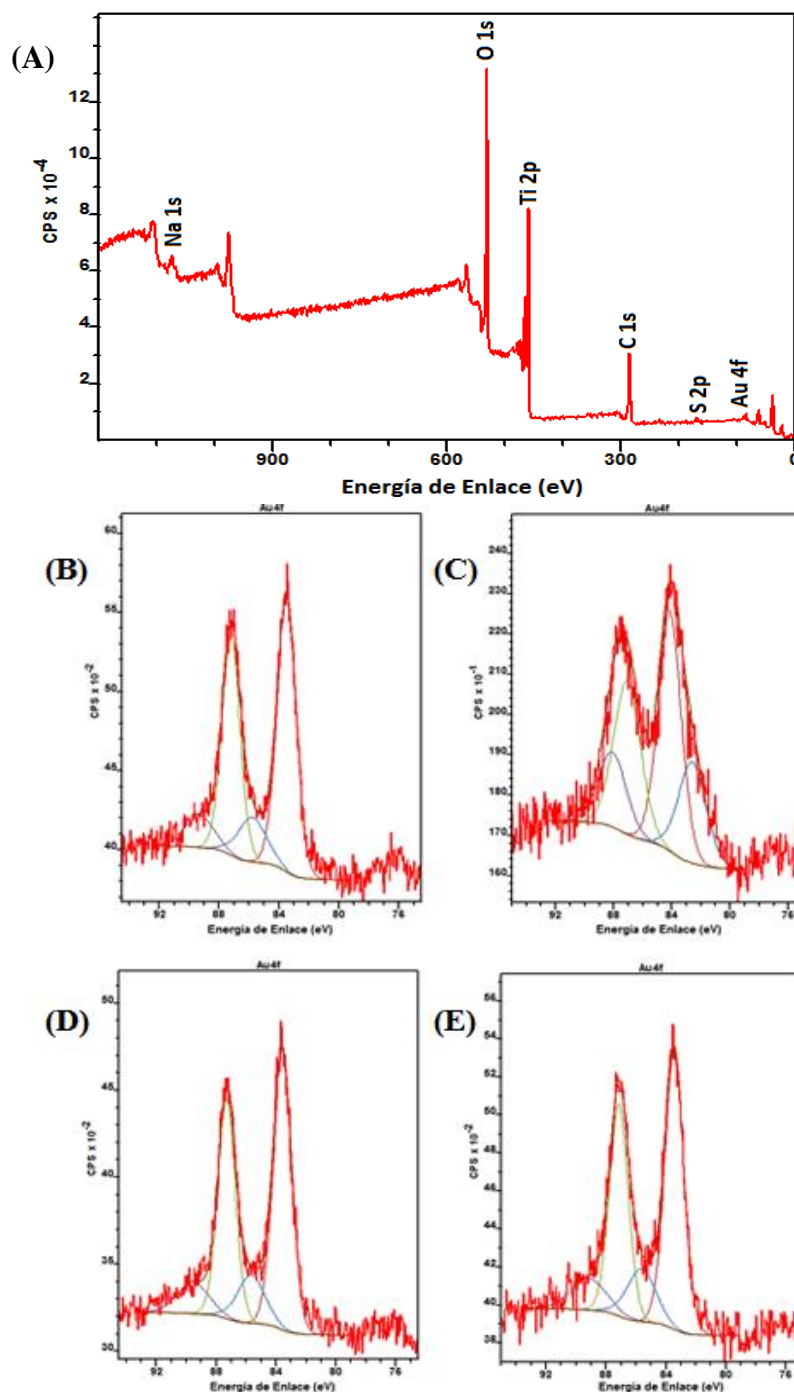 (A)
CPS x 10⁻⁴
12
10
8
6
4
2
Na 1s
O 1s
Ti 2p
C 1s
S 2p
Au 4f
900
600
300
0
Energía de Enlace (eV)
Au4f
(B)
CPS x 10⁻²
60
55
50
45
40
92
88
84
80
76
Energía de Enlace (eV)
Au4f
(C)
CPS x 10⁻¹
240
230
220
210
200
190
180
170
160
92
88
84
80
76
Energía de Enlace (eV)
Au4f
(D)
CPS x 10⁻²
50
45
40
35
30
92
88
84
80
76
Energía de Enlace (eV)
Au4f
(E)
CPS x 10⁻²
56
54
52
50
48
46
44
42
40
38
92
88
84
80
76
Energía de Enlace (eV)